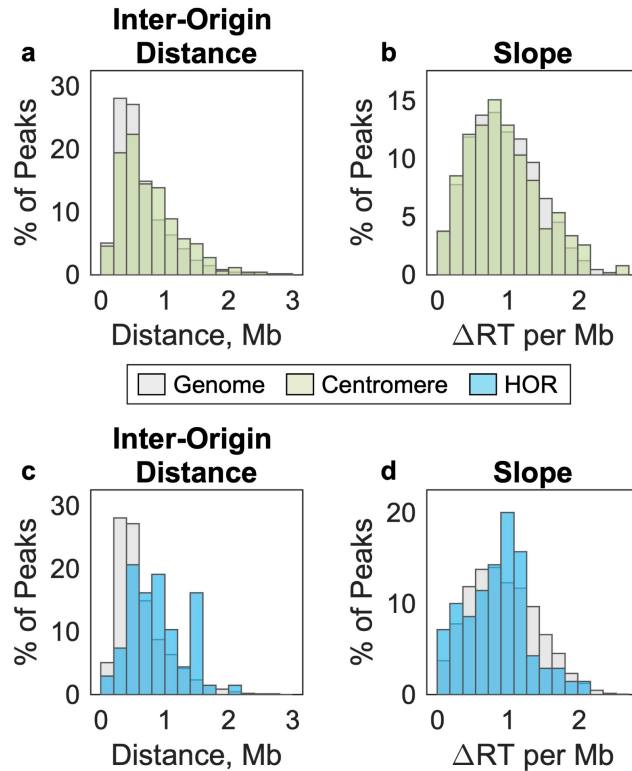 Inter-Origin
Distance
a
% of Peaks
30
20
10
0
0 1 2 3
Distance, Mb
b
Slope
% of Peaks
15
10
5
0
0 1 2
ΔRT per Mb
Genome Centromere HOR
Inter-Origin
Distance
c
% of Peaks
30
20
10
0
0 1 2 3
Distance, Mb
d
Slope
% of Peaks
20
10
0
0 1 2
ΔRT per Mb